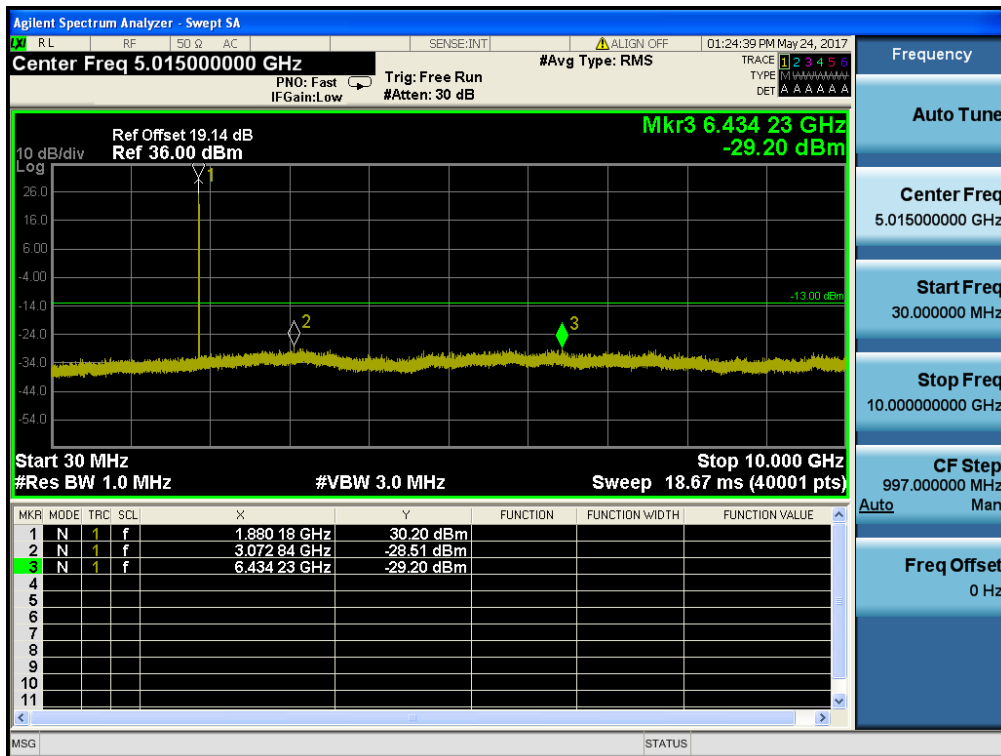 Agilent Spectrum Analyzer - Swept SA
LXI RL RF 50 Ω AC SENSE:INT ALIGN OFF 01:24:39 PM May 24, 2017
Center Freq 5.015000000 GHz #Avg Type: RMS TRACE 1 2 3 4 5 6
PNO: Fast Trig: Free Run TYPE M WWWWW
IFGain:Low #Atten: 30 dB DET A A A A A A
Mkr3 6.434 23 GHz
-29.20 dBm
Ref Offset 19.14 dB
10 dB/div Ref 36.00 dBm
Log
1
26.0
16.0
6.00
-4.00
-13.00 dBm
-14.0
2 3
-24.0
-34.0
-44.0
-54.0
Start 30 MHz Stop 10.000 GHz
#Res BW 1.0 MHz #VBW 3.0 MHz Sweep 18.67 ms (40001 pts)
MKR MODE TRC SCL X Y FUNCTION FUNCTION WIDTH FUNCTION VALUE
1 N 1 f 1.880 18 GHz 30.20 dBm
2 N 1 f 3.072 84 GHz -28.51 dBm
3 N 1 f 6.434 23 GHz -29.20 dBm
4
5
6
7
8
9
10
11
MSG STATUS
Frequency
Auto Tune
Center Freq
5.015000000 GHz
Start Freq
30.000000 MHz
Stop Freq
10.000000000 GHz
CF Step
997.000000 MHz
Auto Man
Freq Offset
0 Hz